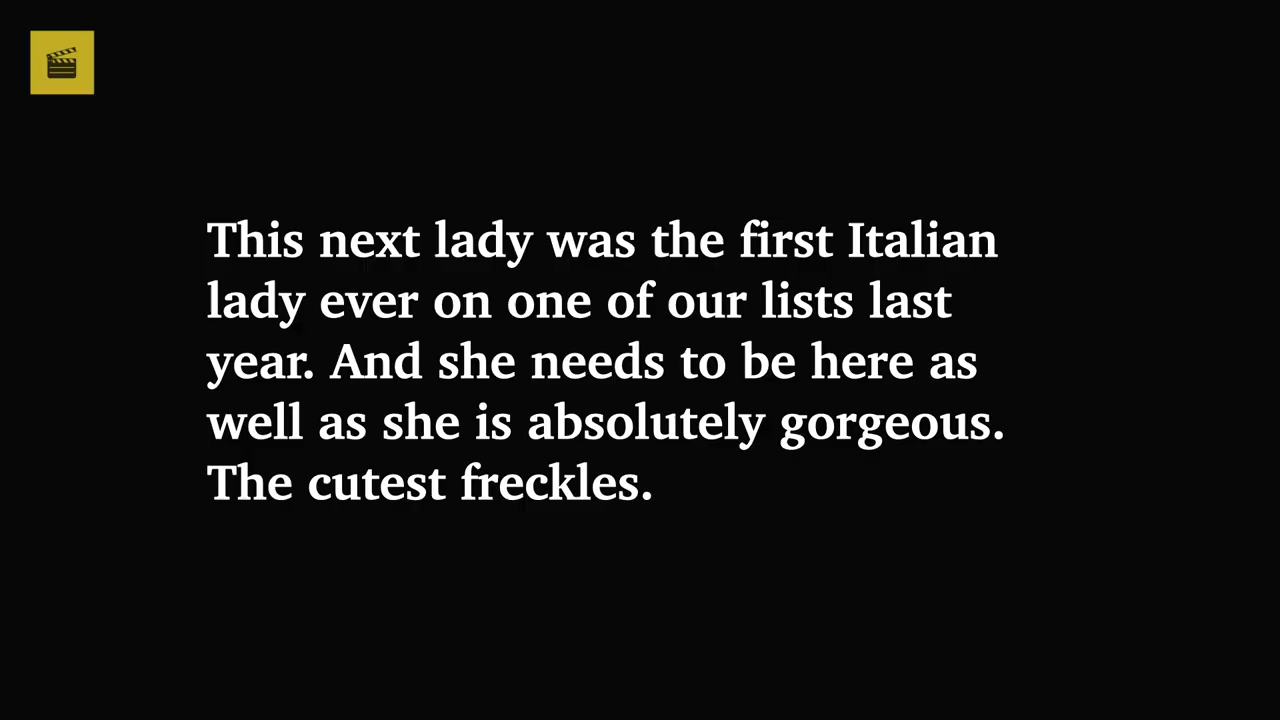 This next lady was the first Italian
lady ever on one of our lists last
year. And she needs to be here as
well as she is absolutely gorgeous.
The cutest freckles.